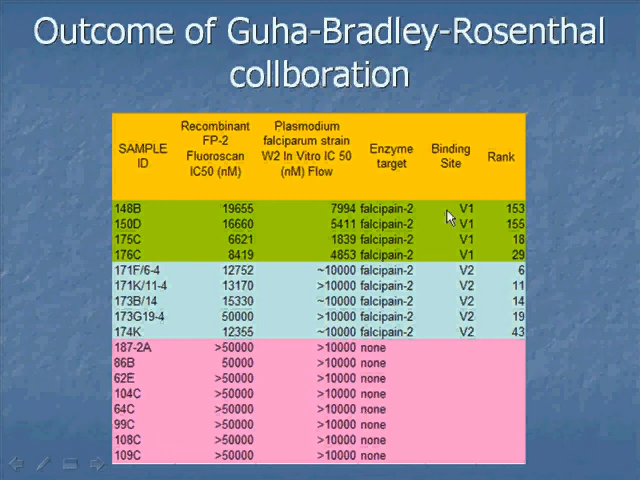 Outcome of Guha-Bradley-Rosenthal
collboration
SAMPLE ID Recombinant FP-2 Fluoroscan IC50 (nM) Plasmodium falciparum strain W2 In Vitro IC 50 (nM) Flow Enzyme target Binding Site Rank
148B 19655 7994 falcipain-2 V1 153
150D 16660 5411 falcipain-2 V1 155
175C 6621 1839 falcipain-2 V1 18
176C 8419 4853 falcipain-2 V1 29
171F/6-4 12752 ~10000 falcipain-2 V2 6
171K/11-4 13170 >10000 falcipain-2 V2 11
173B/14 15330 >10000 falcipain-2 V2 14
173G19-4 50000 >10000 falcipain-2 V2 19
174K 12355 ~10000 falcipain-2 V2 43
187-2A >50000 >10000 none
86B 50000 >10000 none
62E >50000 >10000 none
104C >50000 >10000 none
64C >50000 >10000 none
99C >50000 >10000 none
108C >50000 >10000 none
109C >50000 >10000 none